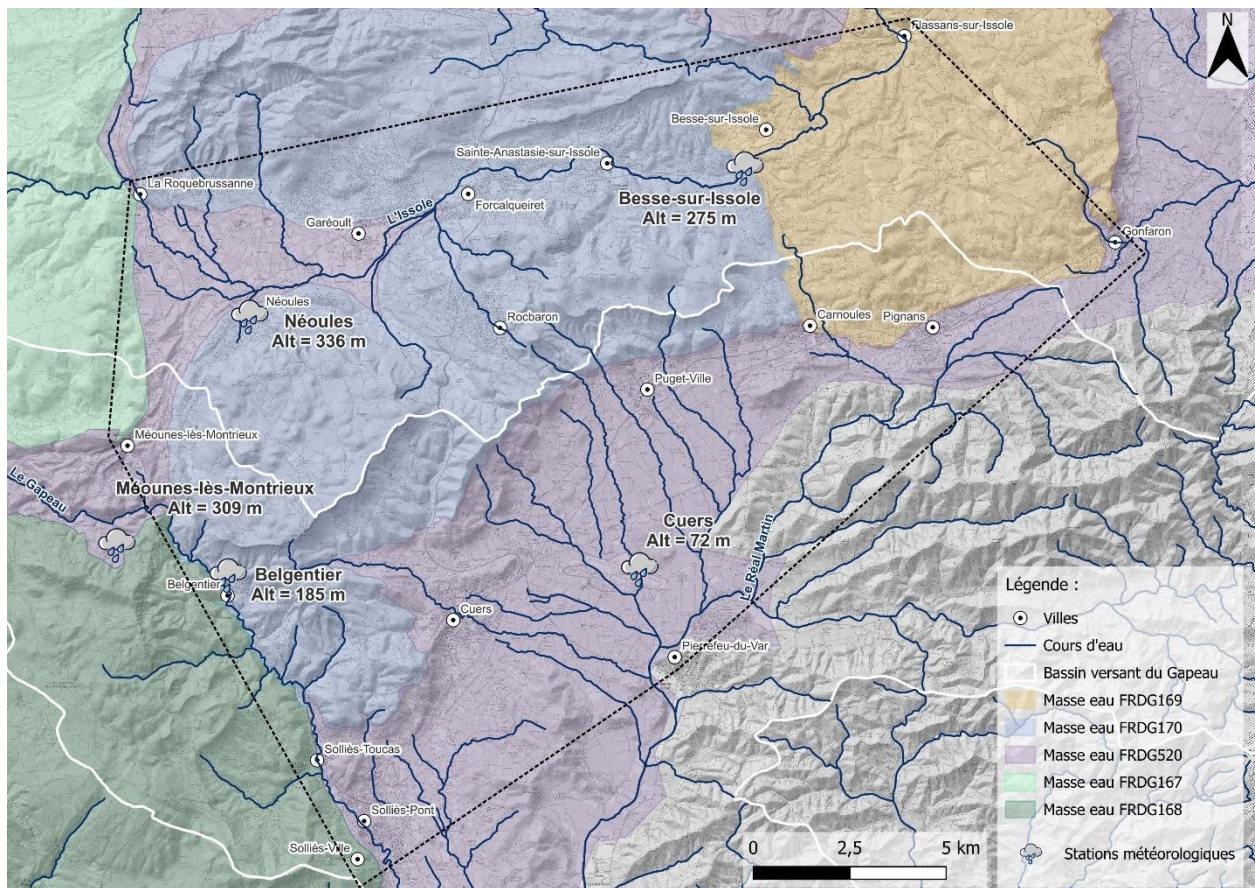 N
Flassans-sur-Issole
Besse-sur-Issole
Sainte-Anastasie-sur-Issole
La Roquebrussanne
Besse-sur-Issole
Alt = 275 m
Forcalqueiret
L'Issole
Garéoult
Gonfaron
Néoules
Néoules
Alt = 336 m
Rocbaron
Carnoules
Pignans
Puget-Ville
Méounes-lès-Montrieux
Le Gapeau
Méounes-lès-Montrieux
Alt = 309 m
Cuers
Alt = 72 m
Le Réal Martin
Belgentier
Belgentier
Alt = 185 m
Cuers
Pierrefeu-du-Var
Solliès-Toucas
Solliès-Pont
Solliès-Ville
Légende :
Villes
Cours d'eau
Bassin versant du Gapeau
Masse eau FRDG169
Masse eau FRDG170
Masse eau FRDG520
Masse eau FRDG167
Masse eau FRDG168
Stations météorologiques
0 2,5 5 km